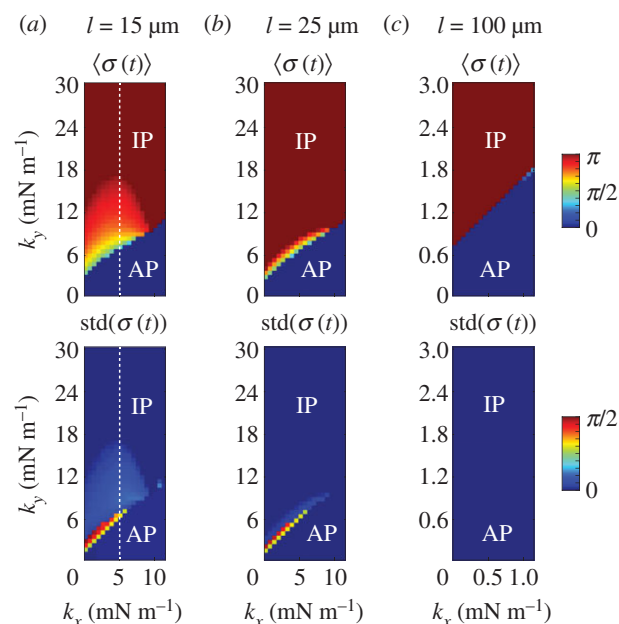 (a) l = 15 µm (b) l = 25 µm (c) l = 100 µm
⟨σ(t)⟩ ⟨σ(t)⟩ ⟨σ(t)⟩
30 30 3.0
24 24 2.4
IP IP IP
π
18 18 1.8
k_y (mN m⁻¹)
π/2
12 12 1.2
0
6 6 0.6
AP AP AP
0 0 0
std(σ(t)) std(σ(t)) std(σ(t))
30 30 3.0
24 24 2.4
IP IP IP
π/2
18 18 1.8
k_y (mN m⁻¹)
12 12 1.2
0
6 6 0.6
AP AP AP
0 5 10 0 5 10 0 0.5 1.0
k_x (mN m⁻¹) k_x (mN m⁻¹) k_x (mN m⁻¹)